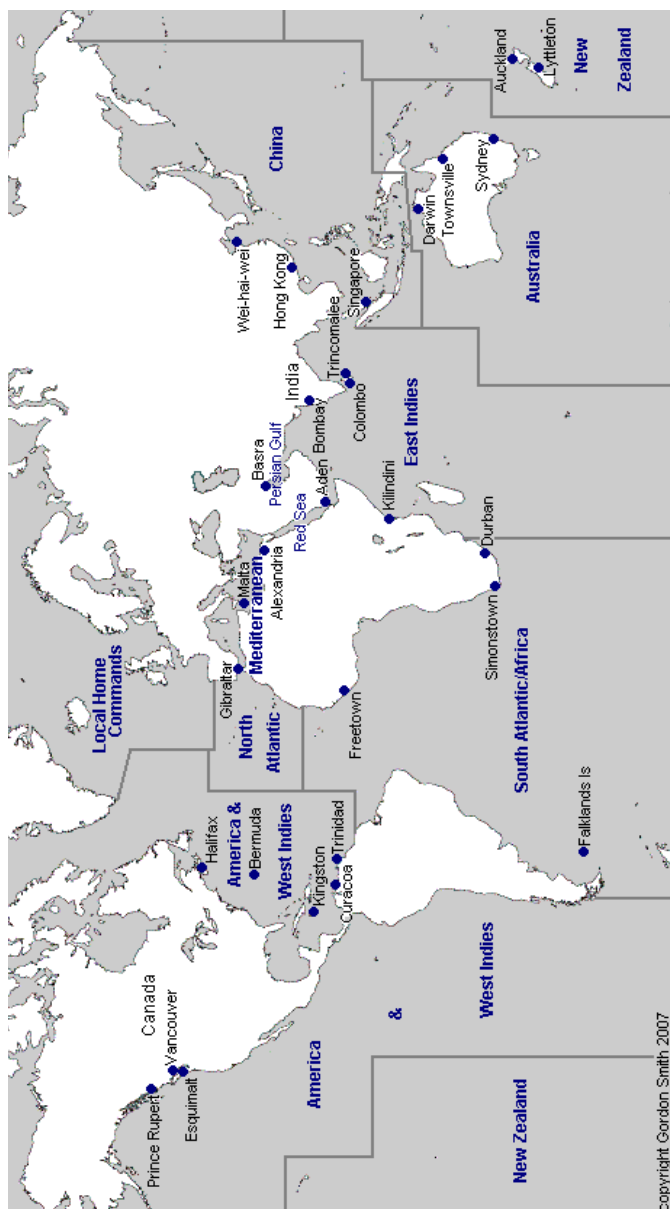 Local Home
Commands
Canada
Prince Rupert
Vancouver
Esquimalt
Halifax
America &
Bermuda
West Indies
Kingston
Curacoa
Trinidad
North
Atlantic
Gibraltar
Malta
Mediterranean
Alexandria
Basra
Persian Gulf
Red Sea
Aden
Bombay
India
Trincomalee
Colombo
Wei-hai-wei
Hong Kong
China
Singapore
Freetown
Kilindini
East Indies
Darwin
Townsville
Sydney
Australia
Auckland
Lyttleton
New
Zealand
America
&
West Indies
New Zealand
South Atlantic/Africa
Falklands Is
Simonstown
Durban
copyright Gordon Smith 2007